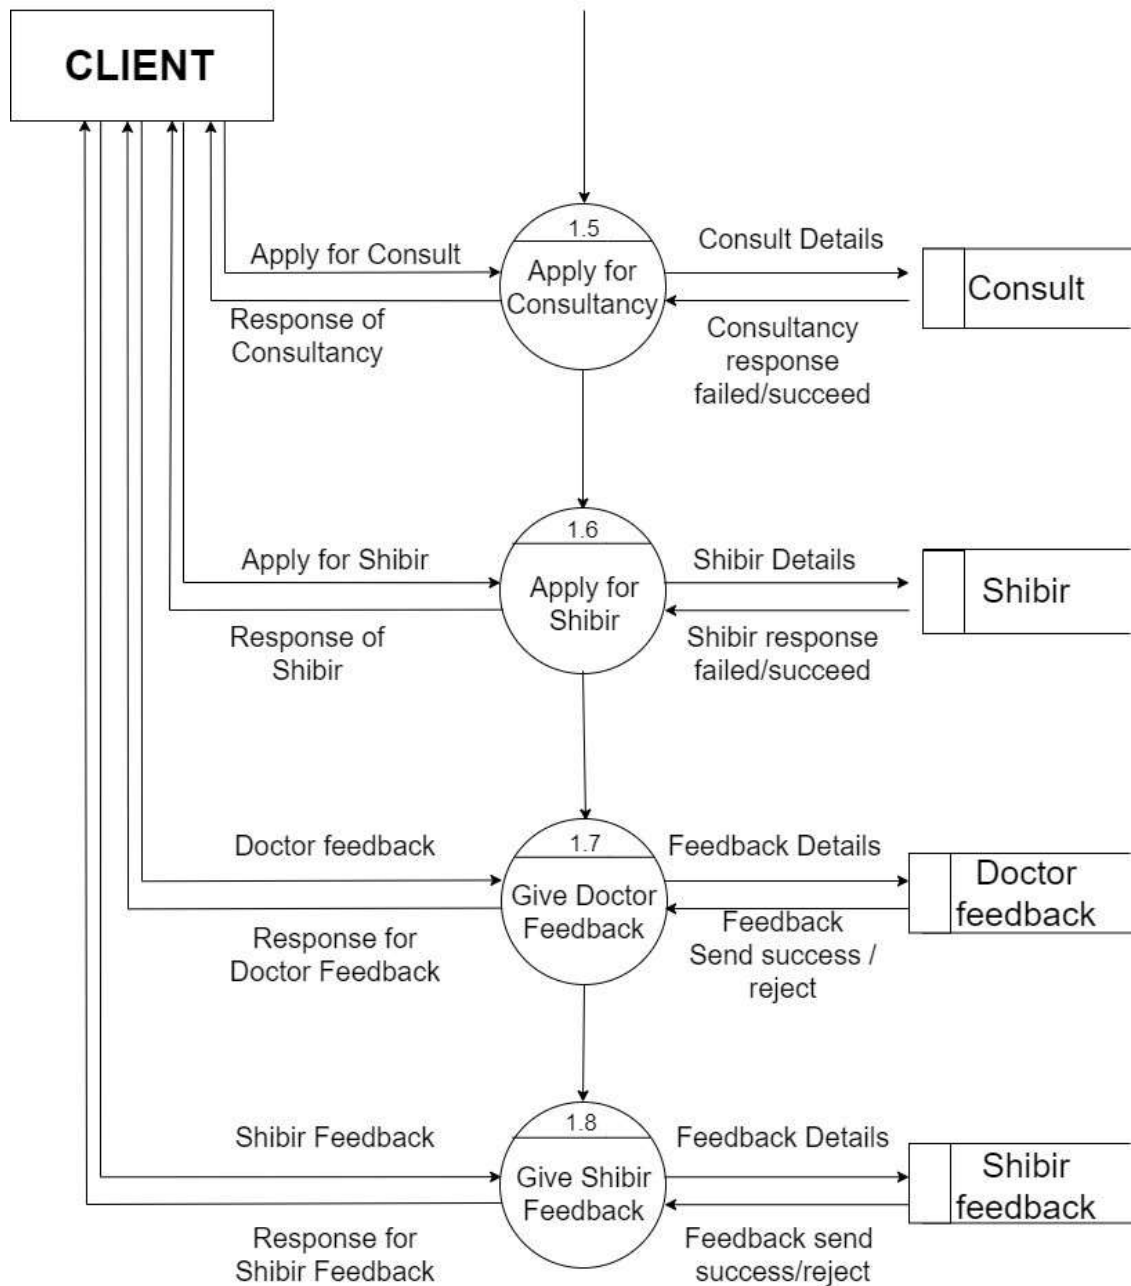 CLIENT
1.5
Apply for
Consultancy
Apply for Consult
Response of
Consultancy
Consult Details
Consultancy
response
failed/succeed
Consult
1.6
Apply for
Shibir
Apply for Shibir
Response of
Shibir
Shibir Details
Shibir response
failed/succeed
Shibir
1.7
Give Doctor
Feedback
Doctor feedback
Response for
Doctor Feedback
Feedback Details
Feedback
Send success /
reject
Doctor
feedback
1.8
Give Shibir
Feedback
Shibir Feedback
Response for
Shibir Feedback
Feedback Details
Feedback send
success/reject
Shibir
feedback